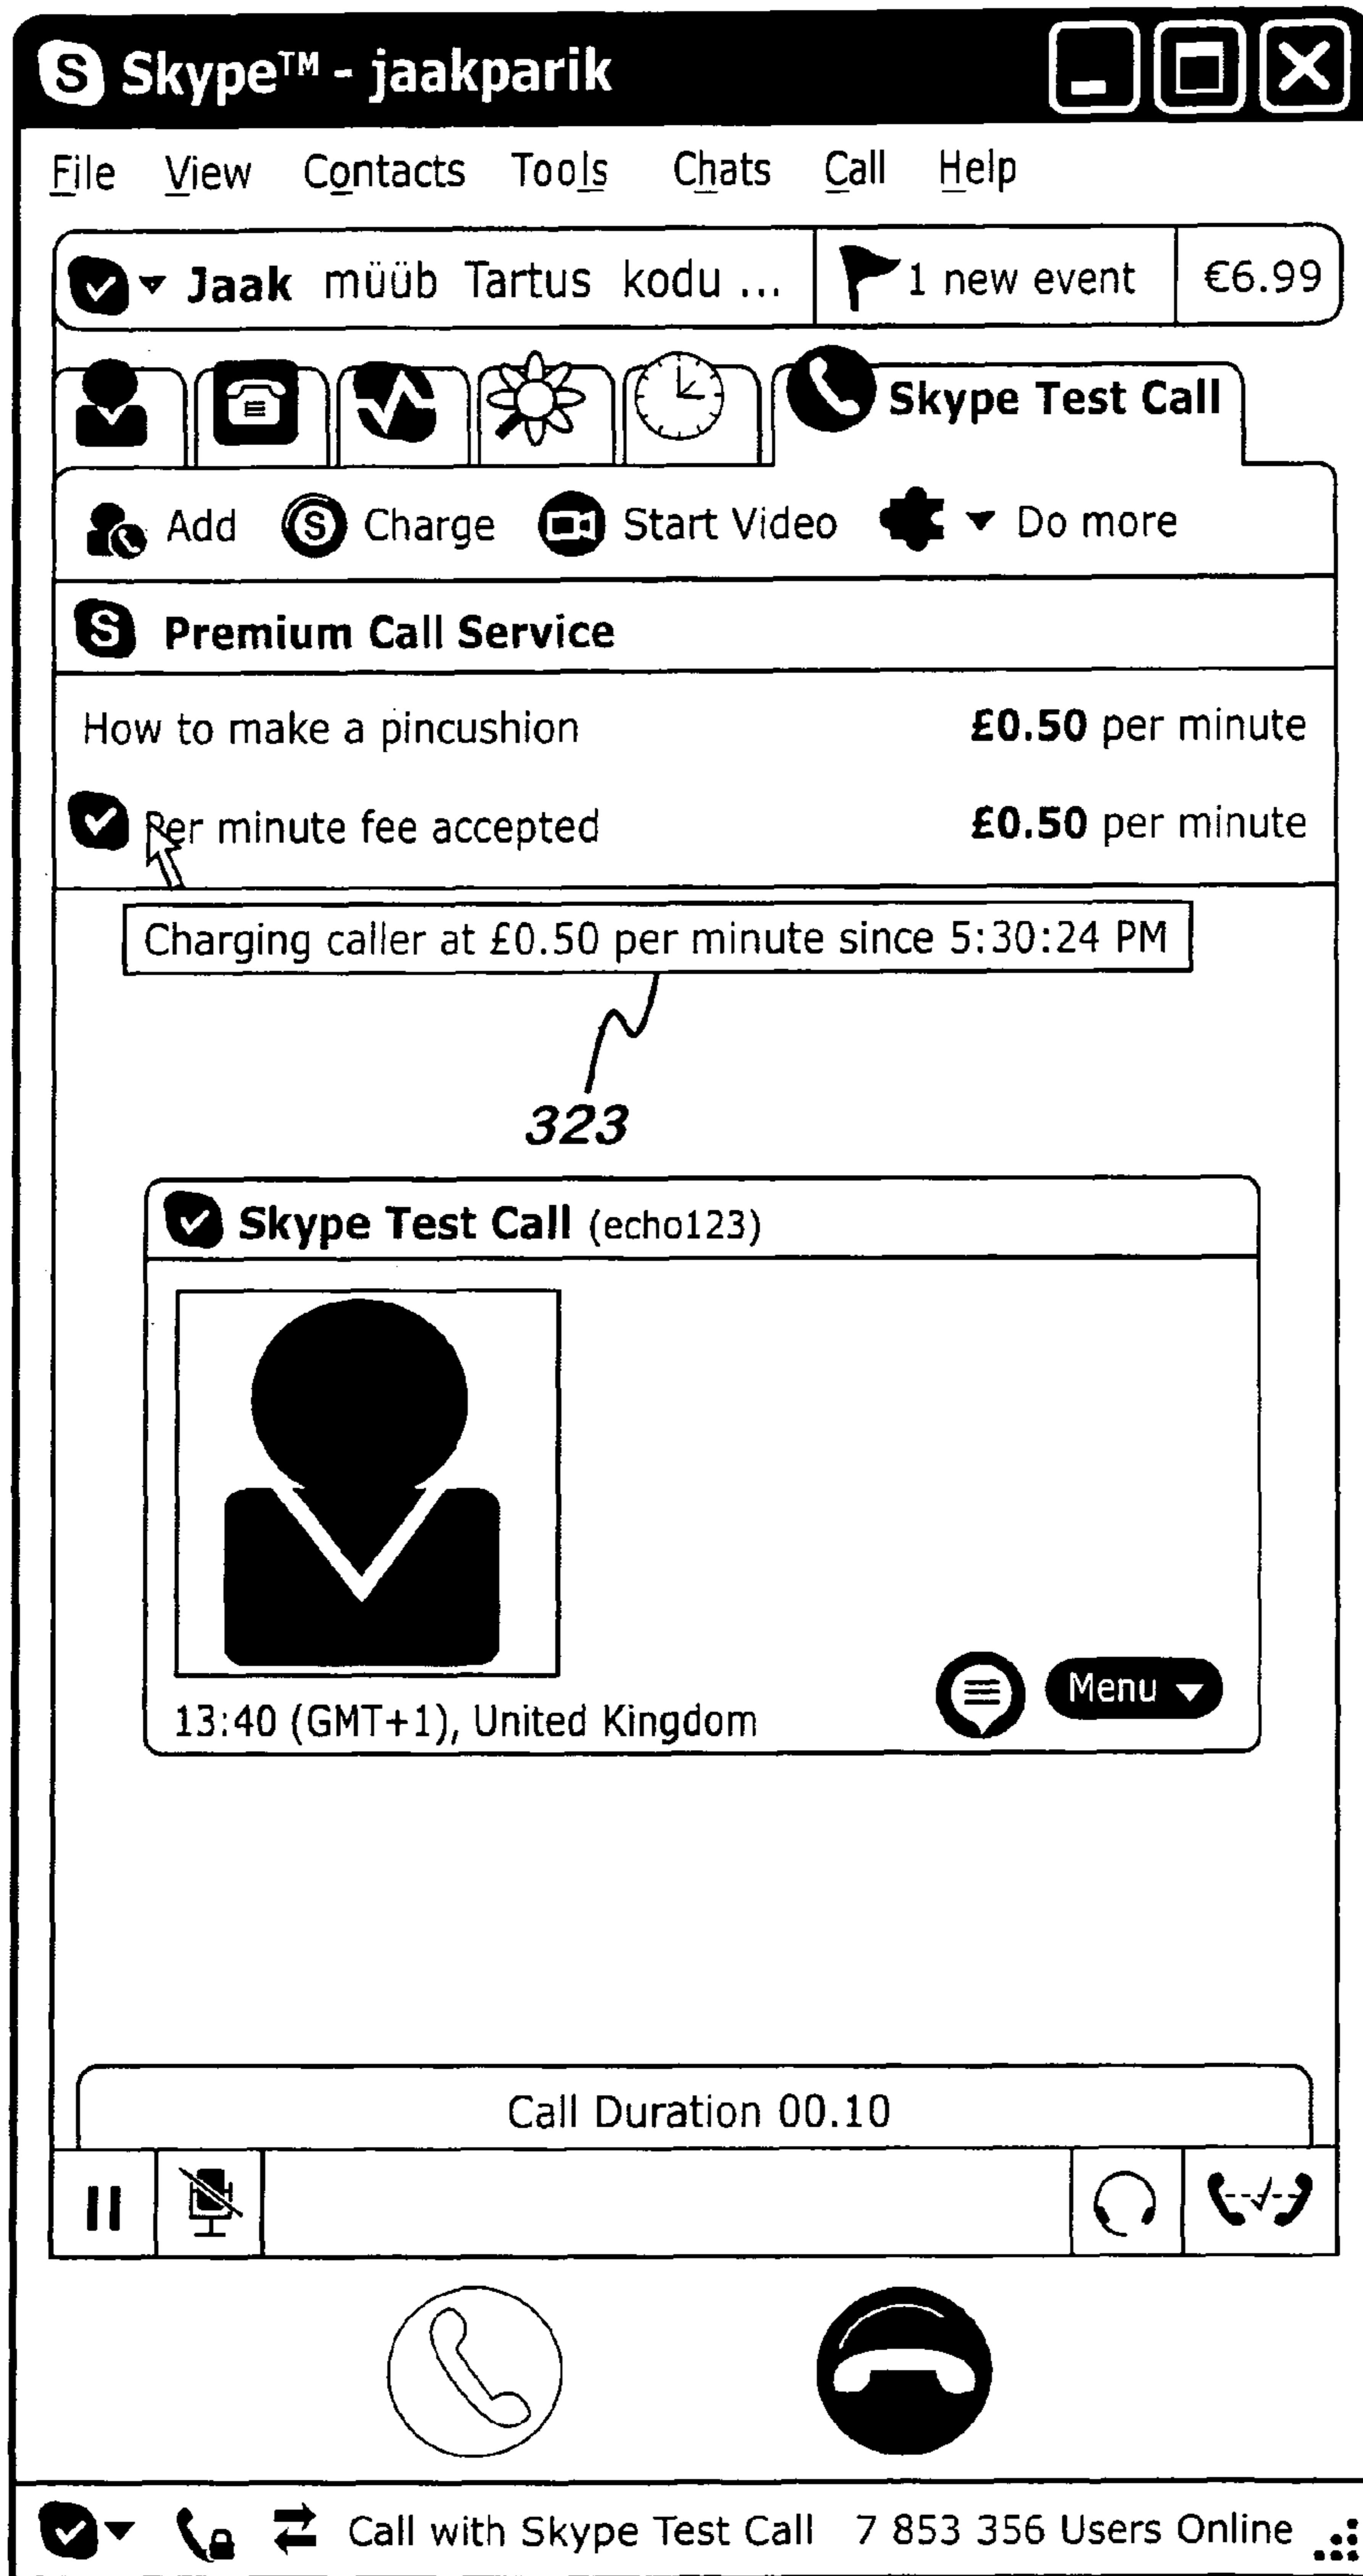 S Skype™ - jaakparik
File View Contacts Tools Chats Call Help
Jaak müüb Tartus kodu ... 1 new event €6.99
Skype Test Call
Add S Charge Start Video Do more
S Premium Call Service
How to make a pincushion £0.50 per minute
Per minute fee accepted £0.50 per minute
Charging caller at £0.50 per minute since 5:30:24 PM
323
Skype Test Call (echo123)
Menu
13:40 (GMT+1), United Kingdom
Call Duration 00.10
Call with Skype Test Call 7 853 356 Users Online